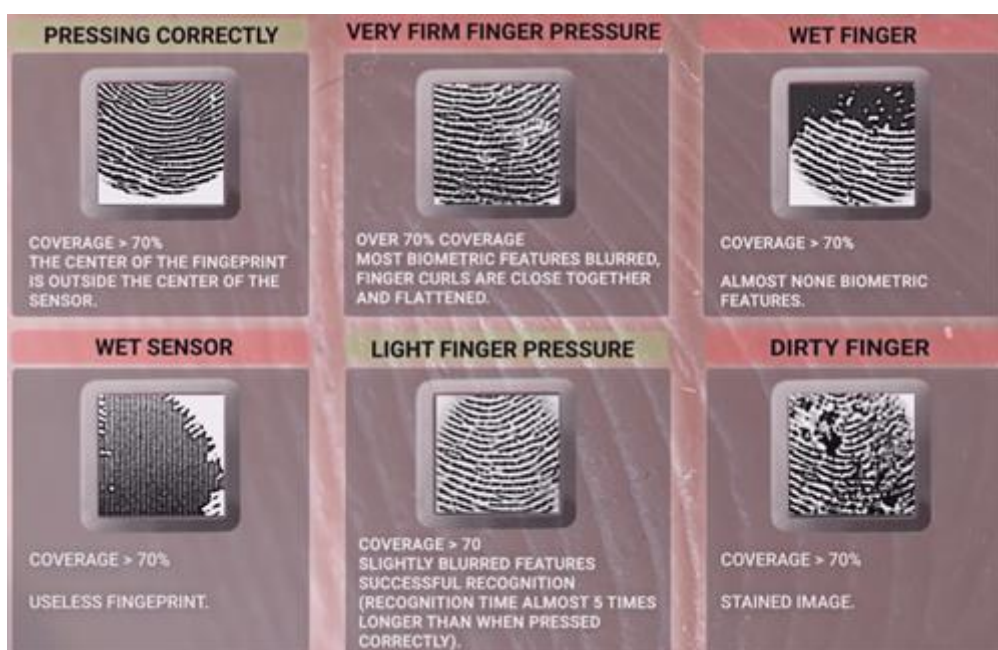 PRESSING CORRECTLY
COVERAGE > 70%
THE CENTER OF THE FINGEPRINT
IS OUTSIDE THE CENTER OF THE
SENSOR.
VERY FIRM FINGER PRESSURE
OVER 70% COVERAGE
MOST BIOMETRIC FEATURES BLURRED,
FINGER CURLS ARE CLOSE TOGETHER
AND FLATTENED.
WET FINGER
COVERAGE > 70%
ALMOST NONE BIOMETRIC
FEATURES.
WET SENSOR
COVERAGE > 70%
USELESS FINGEPRINT.
LIGHT FINGER PRESSURE
COVERAGE > 70
SLIGHTLY BLURRED FEATURES
SUCCESSFUL RECOGNITION
(RECOGNITION TIME ALMOST 5 TIMES
LONGER THAN WHEN PRESSED
CORRECTLY).
DIRTY FINGER
COVERAGE > 70%
STAINED IMAGE.